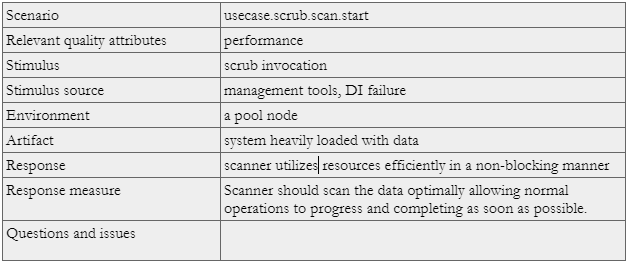 Scenario usecase.scrub.scan.start
Relevant quality attributes performance
Stimulus scrub invocation
Stimulus source management tools, DI failure
Environment a pool node
Artifact system heavily loaded with data
Response scanner utilizes resources efficiently in a non-blocking manner
Response measure Scanner should scan the data optimally allowing normal
operations to progress and completing as soon as possible.
Questions and issues